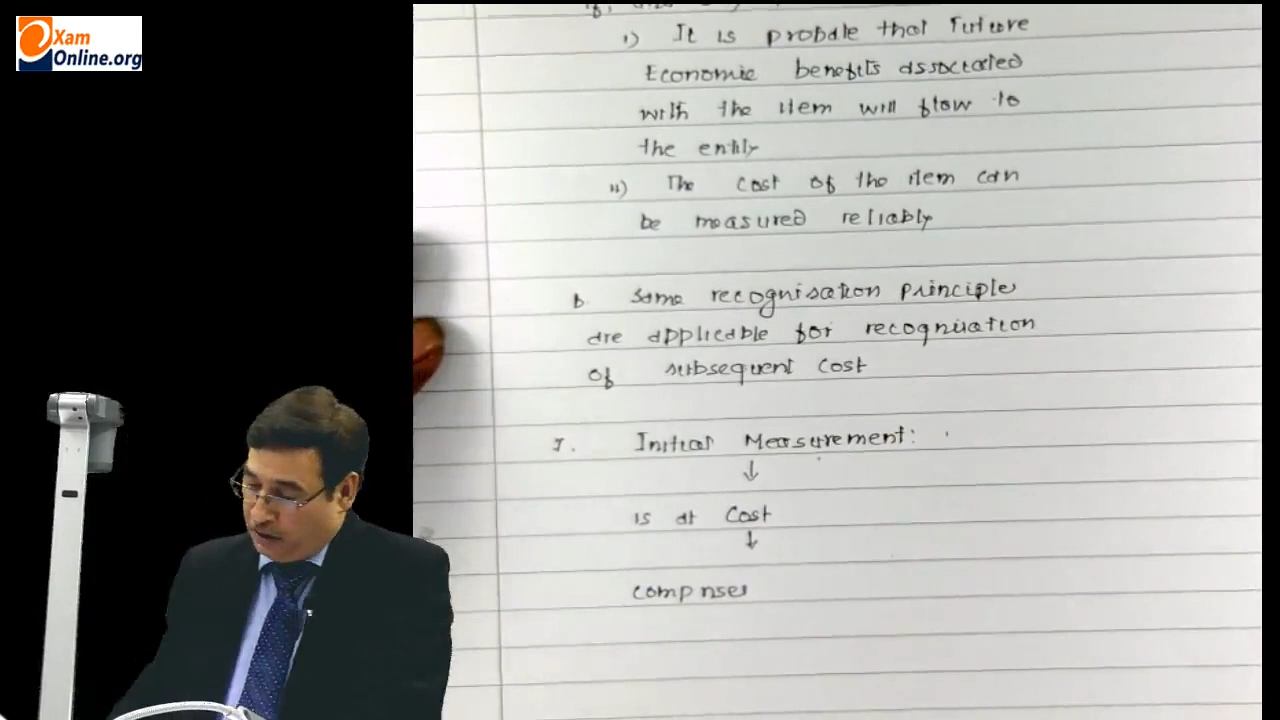 Xam
Online.org
i) It is probale that Future
Economic benefits associated
with the item will flow to
the entity
ii) The cost of the item can
be measured reliably
b same recognisation principle
are applicable for recognisation
of subsequent cost
Initial Measurement:
is at Cost
comprises